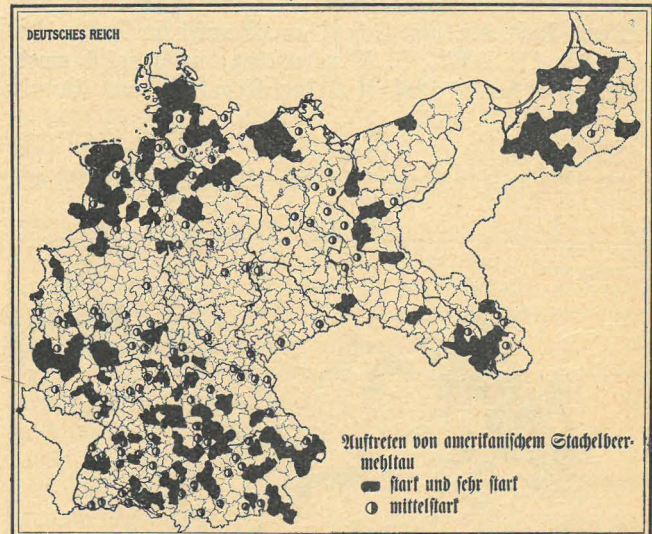 DEUTSCHES REICH
Auftreten von amerikanischem Stachelbeer-
mehltau
stark und sehr stark
mittelstark